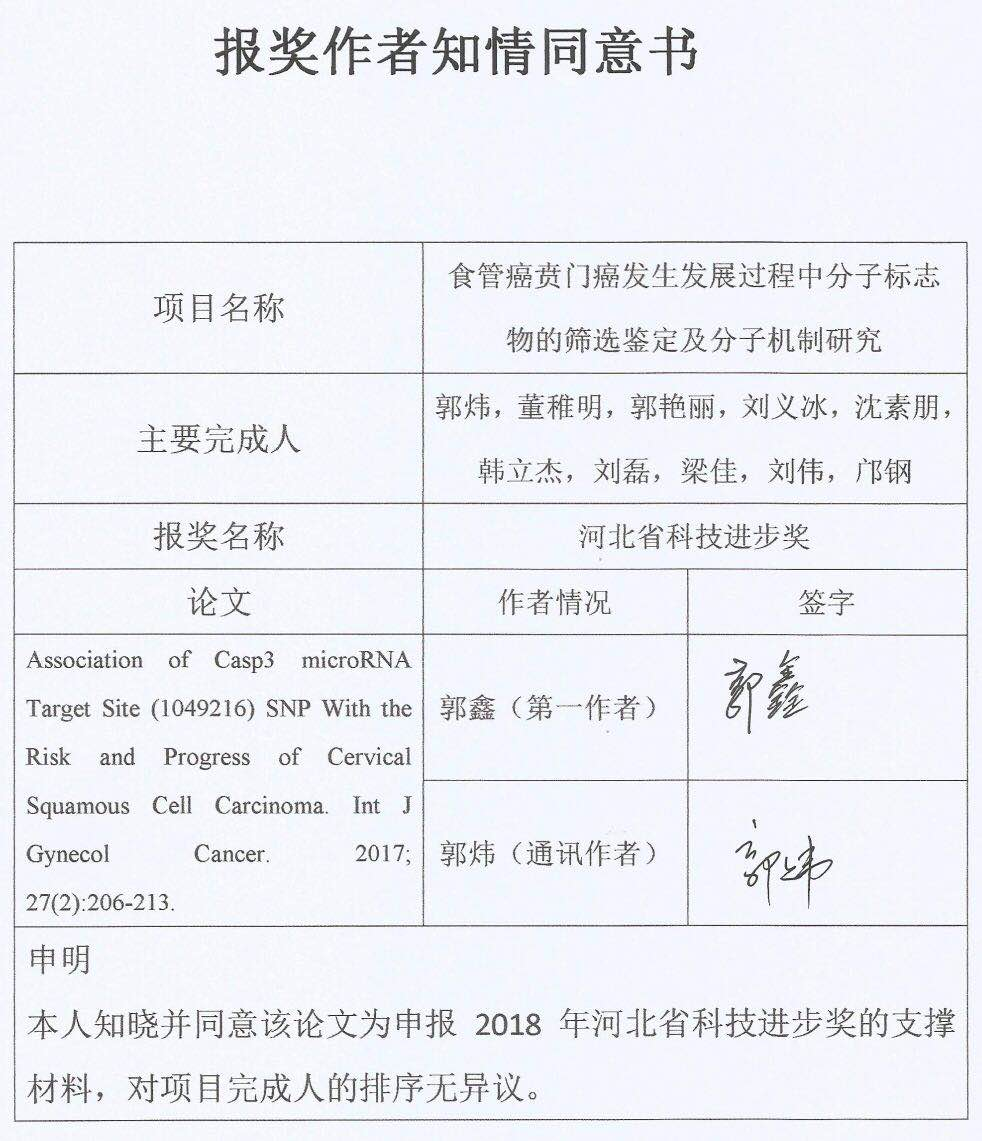 报奖作者知情同意书
项目名称
食管癌贲门癌发生发展过程中分子标志
物的筛选鉴定及分子机制研究
主要完成人
郭炜，董稚明，郭艳丽，刘义冰，沈素朋，
韩立杰，刘磊，梁佳，刘伟，邝钢
报奖名称
河北省科技进步奖
论文
作者情况
签字
Association of Casp3 microRNA
Target Site (1049216) SNP With the
Risk and Progress of Cervical
Squamous Cell Carcinoma. Int J
Gynecol Cancer. 2017;
27(2):206-213.
郭鑫（第一作者）
郭鑫
郭炜（通讯作者）
郭炜
申明
本人知晓并同意该论文为申报 2018 年河北省科技进步奖的支撑
材料，对项目完成人的排序无异议。